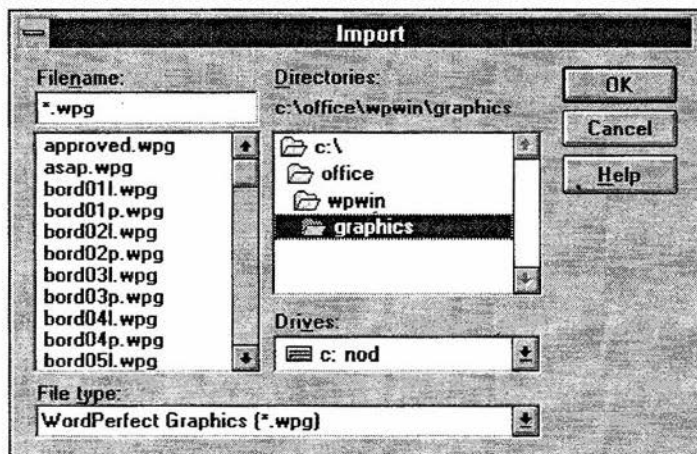 Import
Filename:
*.wpg
approved.wpg
asap.wpg
bord01l.wpg
bord01p.wpg
bord02l.wpg
bord02p.wpg
bord03l.wpg
bord03p.wpg
bord04l.wpg
bord04p.wpg
bord05l.wpg
Directories:
c:\office\wpwin\graphics
c:\
office
wpwin
graphics
Drives:
c: nod
File type:
WordPerfect Graphics (*.wpg)
OK
Cancel
Help